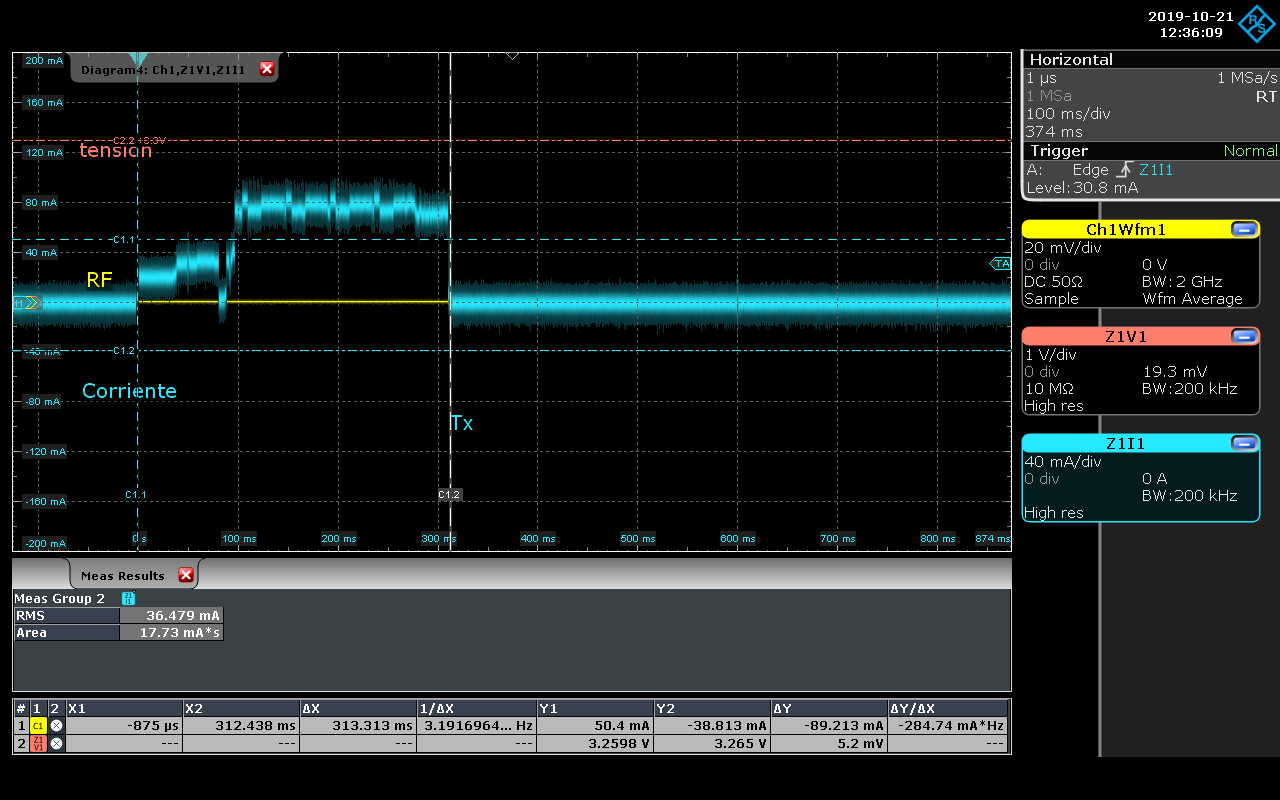 2019-10-21
12:36:09
Diagram4: Ch1,Z1V1,Z1I1
200 mA
160 mA
120 mA
80 mA
40 mA
-40 mA
-80 mA
-120 mA
-160 mA
-200 mA
tension
C1.1
RF
C1.2
Corriente
Tx
C1.1
C1.2
TA
0 s
100 ms
200 ms
300 ms
400 ms
500 ms
600 ms
700 ms
800 ms
874 ms
Horizontal
1 µs 1 MSa/s
1 MSa RT
100 ms/div
374 ms
Trigger Normal
A: Edge Z1I1
Level: 30.8 mA
Ch1Wfm1
20 mV/div
0 div 0 V
DC 50Ω BW: 2 GHz
Sample Wfm Average
Z1V1
1 V/div
0 div 19.3 mV
10 MΩ BW:200 kHz
High res
Z1I1
40 mA/div
0 div 0 A
BW:200 kHz
High res
Meas Results
Meas Group 2
RMS 36.479 mA
Area 17.73 mA*s
# 1 2 X1 X2 ΔX 1/ΔX Y1 Y2 ΔY ΔY/ΔX
1 C1 -875 µs 312.438 ms 313.313 ms 3.1916964... Hz 50.4 mA -38.813 mA -89.213 mA -284.74 mA*Hz
2 Z1 V1 --- --- --- --- 3.2598 V 3.265 V 5.2 mV ---